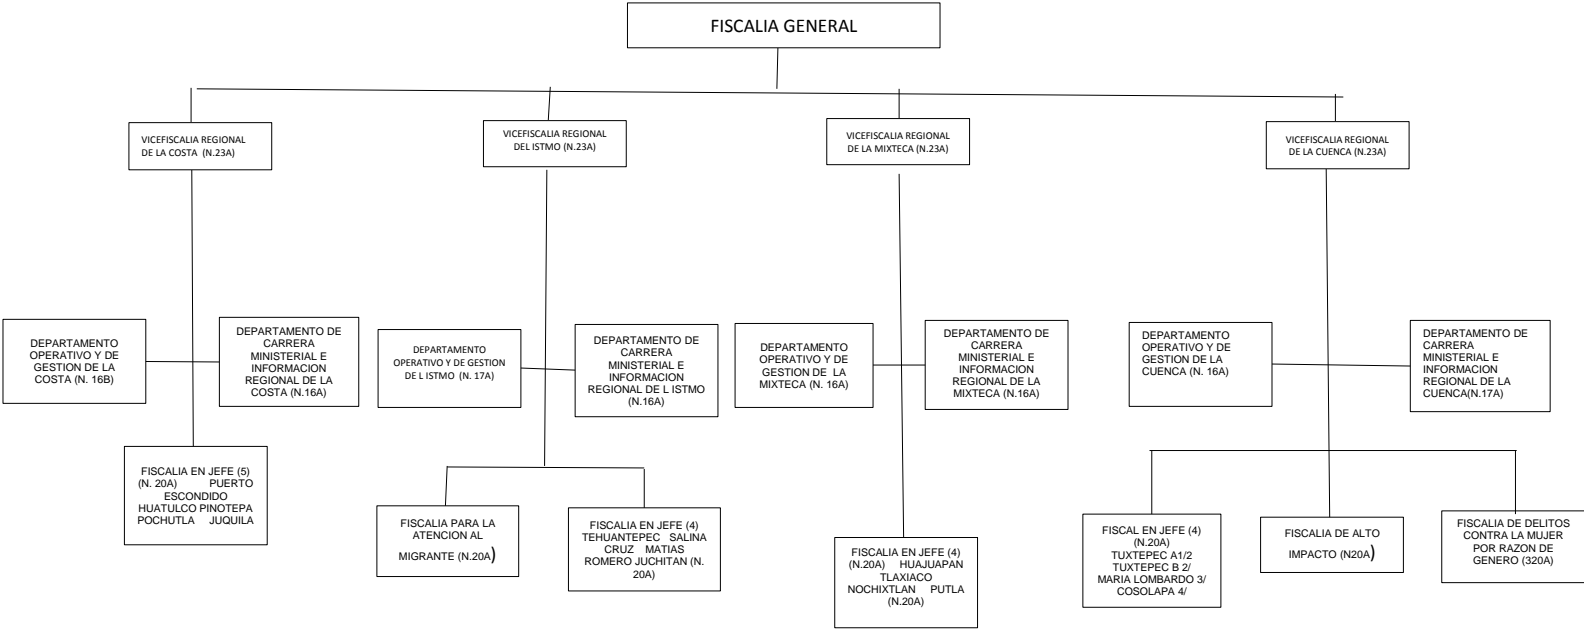 FISCALIA GENERAL
VICEFISCALIA REGIONAL
DE LA COSTA (N.23A)
VICEFISCALIA REGIONAL
DEL ISTMO (N.23A)
VICEFISCALIA REGIONAL
DE LA MIXTECA (N.23A)
VICEFISCALIA REGIONAL
DE LA CUENCA (N.23A)
DEPARTAMENTO
OPERATIVO Y DE
GESTION DE LA
COSTA (N. 16B)
DEPARTAMENTO DE
CARRERA
MINISTERIAL E
INFORMACION
REGIONAL DE LA
COSTA (N.16A)
DEPARTAMENTO
OPERATIVO Y DE GESTION
DE L ISTMO (N. 17A)
DEPARTAMENTO DE
CARRERA
MINISTERIAL E
INFORMACION
REGIONAL DE L ISTMO
(N.16A)
DEPARTAMENTO
OPERATIVO Y DE
GESTION DE LA
MIXTECA (N. 16A)
DEPARTAMENTO DE
CARRERA
MINISTERIAL E
INFORMACION
REGIONAL DE LA
MIXTECA (N.16A)
DEPARTAMENTO
OPERATIVO Y DE
GESTION DE LA
CUENCA (N. 16A)
DEPARTAMENTO DE
CARRERA
MINISTERIAL E
INFORMACION
REGIONAL DE LA
CUENCA(N.17A)
FISCALIA EN JEFE (5)
(N. 20A) PUERTO
ESCONDIDO
HUATULCO PINOTEPA
POCHUTLA JUQUILA
FISCALIA PARA LA
ATENCION AL
MIGRANTE (N.20A)
FISCALIA EN JEFE (4)
TEHUANTEPEC SALINA
CRUZ MATIAS
ROMERO JUCHITAN (N.
20A)
FISCALIA EN JEFE (4)
(N.20A) HUAJUAPAN
TLAXIACO
NOCHIXTLAN PUTLA
(N.20A)
FISCAL EN JEFE (4)
(N.20A)
TUXTEPEC A1/2
TUXTEPEC B 2/
MARIA LOMBARDO 3/
COSOLAPA 4/
FISCALIA DE ALTO
IMPACTO (N20A)
FISCALIA DE DELITOS
CONTRA LA MUJER
POR RAZON DE
GENERO (320A)